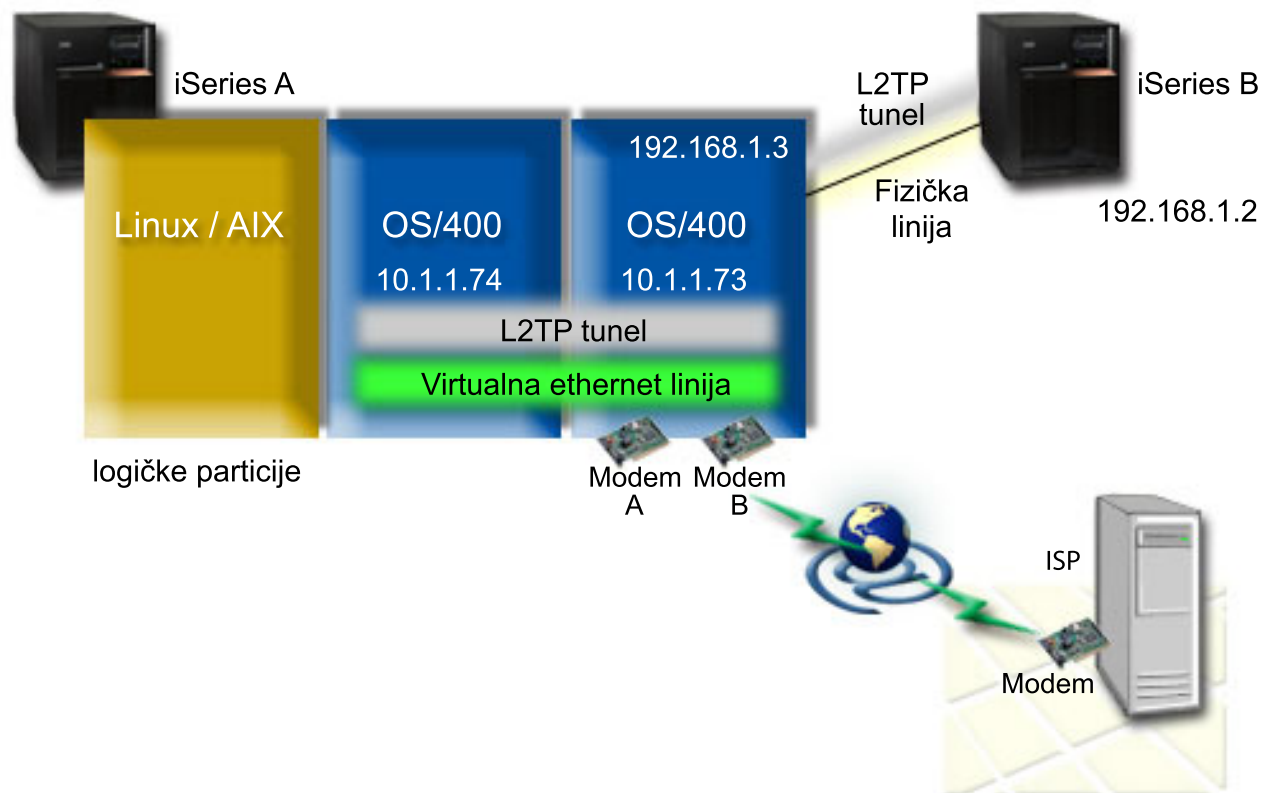 iSeries A
L2TP
tunel
iSeries B
192.168.1.3
Fizička
linija
192.168.1.2
Linux / AIX
OS/400
OS/400
10.1.1.74
10.1.1.73
L2TP tunel
Virtualna ethernet linija
logičke particije
Modem
A
Modem
B
ISP
Modem